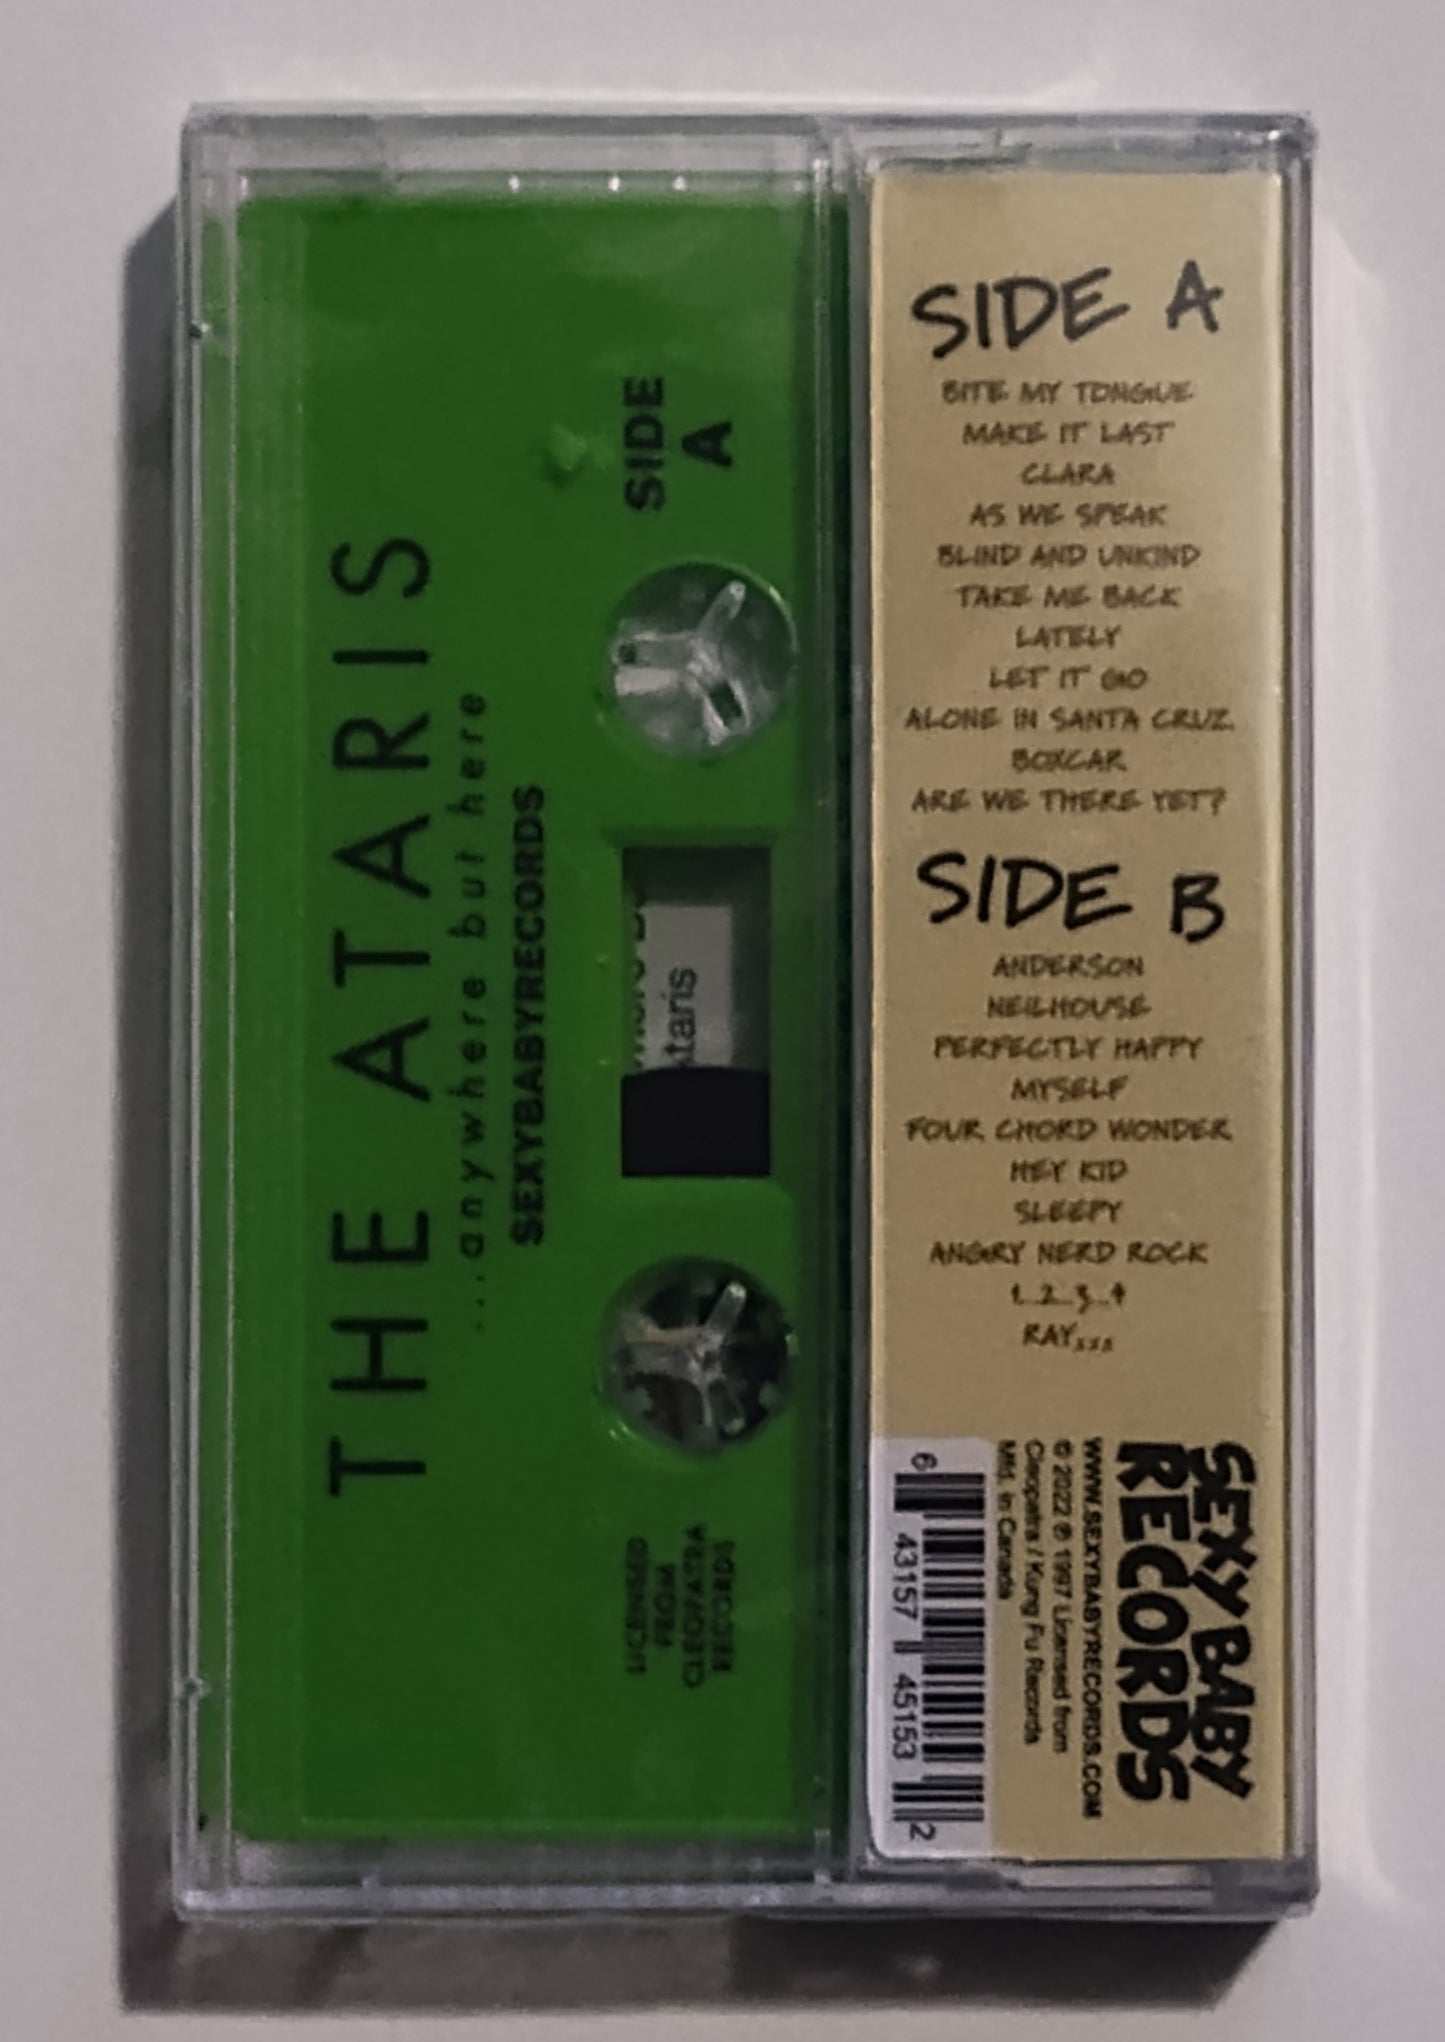 THE ATARIS
...anywhere but here
SEXYBABYRECORDS
SIDE
A
taris
LICENSED
FROM
CLEOPATRA
RECORDS
SIDE A
BITE MY TONGUE
MAKE IT LAST
CLARA
AS WE SPEAK
BLIND AND UNKIND
TAKE ME BACK
LATELY
LET IT GO
ALONE IN SANTA CRUZ
BOXCAR
ARE WE THERE YET?
SIDE B
ANDERSON
NEILHOUSE
PERFECTLY HAPPY
MYSELF
FOUR CHORD WONDER
HEY KID
SLEEPY
ANGRY NERD ROCK
1...2...3...4
RAY...
SEXY BABY
RECORDS
WWW.SEXYBABYRECORDS.COM
© 2022 ℗ 1997 Licensed from
Cleopatra / Kung Fu Records
Mfd. in Canada
6 43157 45153 2